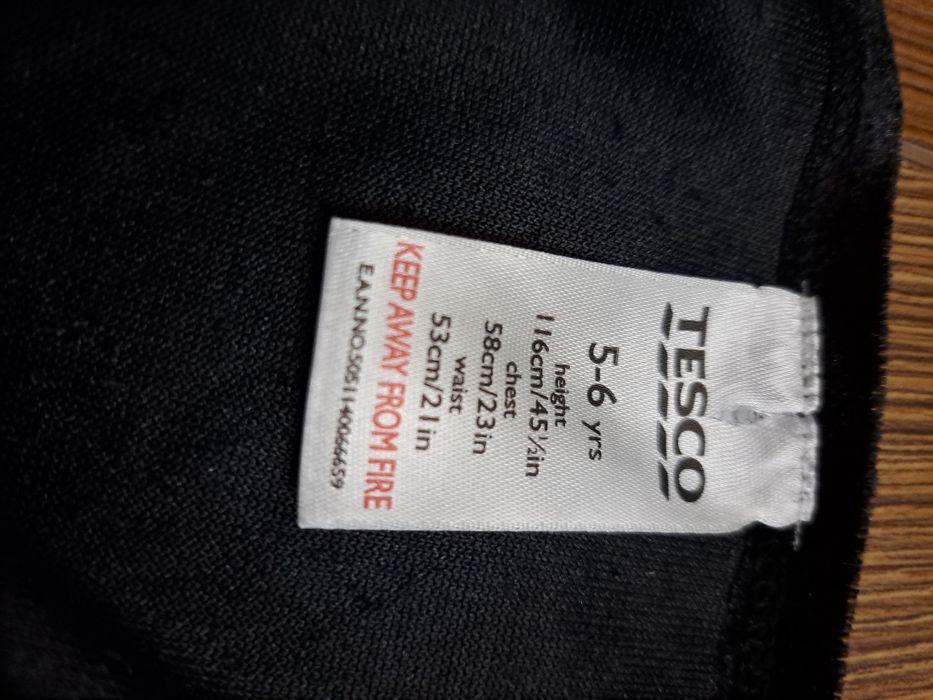 TESCO
5-6 yrs
height
116cm/45½in
chest
58cm/23in
waist
53cm/21in
KEEP AWAY FROM FIRE
E.A.N.NO.5051140066659